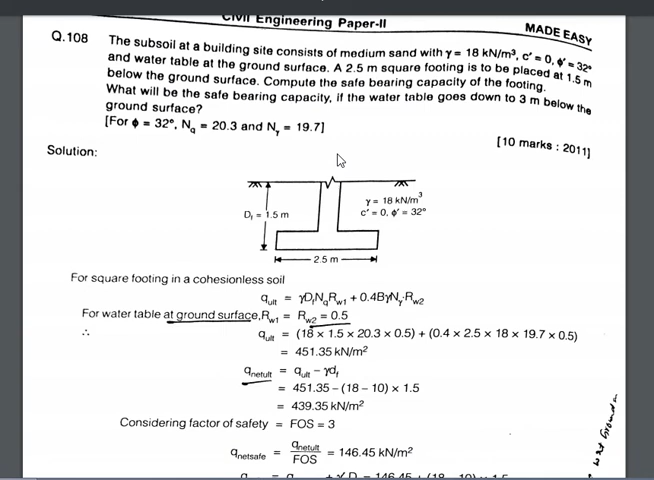 CIVIL Engineering Paper-II
MADE EASY
Q.108 The subsoil at a building site consists of medium sand with γ = 18 kN/m³, c′ = 0, ϕ′ = 32°
and water table at the ground surface. A 2.5 m square footing is to be placed at 1.5 m
below the ground surface. Compute the safe bearing capacity of the footing.
What will be the safe bearing capacity, if the water table goes down to 3 m below the
ground surface?
[For ϕ = 32°, Nq = 20.3 and Nγ = 19.7]
[10 marks : 2011]
Solution:
γ = 18 kN/m³
Df = 1.5 m
c′ = 0, ϕ′ = 32°
2.5 m
For square footing in a cohesionless soil
qult = γDfNqRw1 + 0.4BγNγ.Rw2
For water table at ground surface, Rw1 = Rw2 = 0.5
∴ qult = (18 × 1.5 × 20.3 × 0.5) + (0.4 × 2.5 × 18 × 19.7 × 0.5)
= 451.35 kN/m²
qnetult = qult – γdf
= 451.35 – (18 – 10) × 1.5
= 439.35 kN/m²
Considering factor of safety = FOS = 3
qnetsafe = qnetult / FOS = 146.45 kN/m²